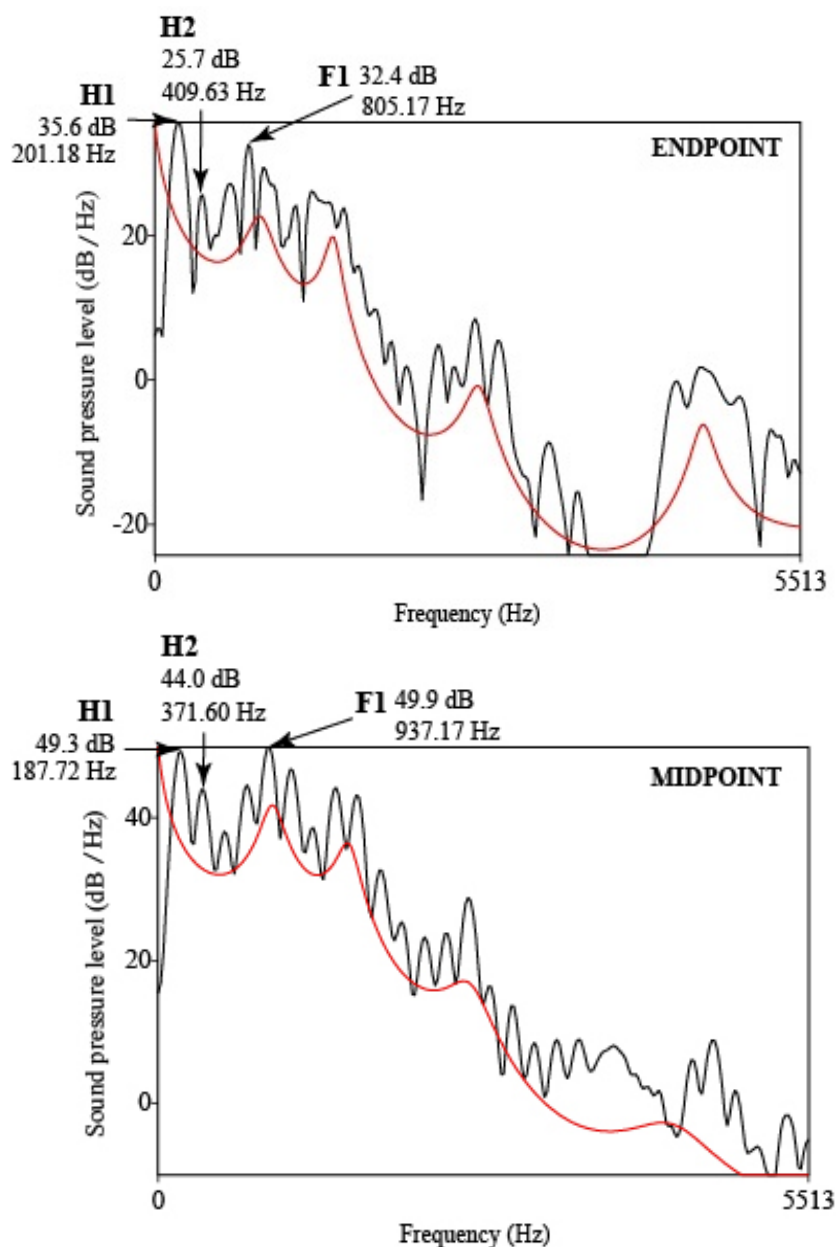 H2
25.7 dB
409.63 Hz
F1 32.4 dB
805.17 Hz
H1
35.6 dB
201.18 Hz
ENDPOINT
20
0
-20
Sound pressure level (dB / Hz)
0
5513
Frequency (Hz)
H2
44.0 dB
371.60 Hz
F1 49.9 dB
937.17 Hz
H1
49.3 dB
187.72 Hz
MIDPOINT
40
20
0
Sound pressure level (dB / Hz)
0
5513
Frequency (Hz)